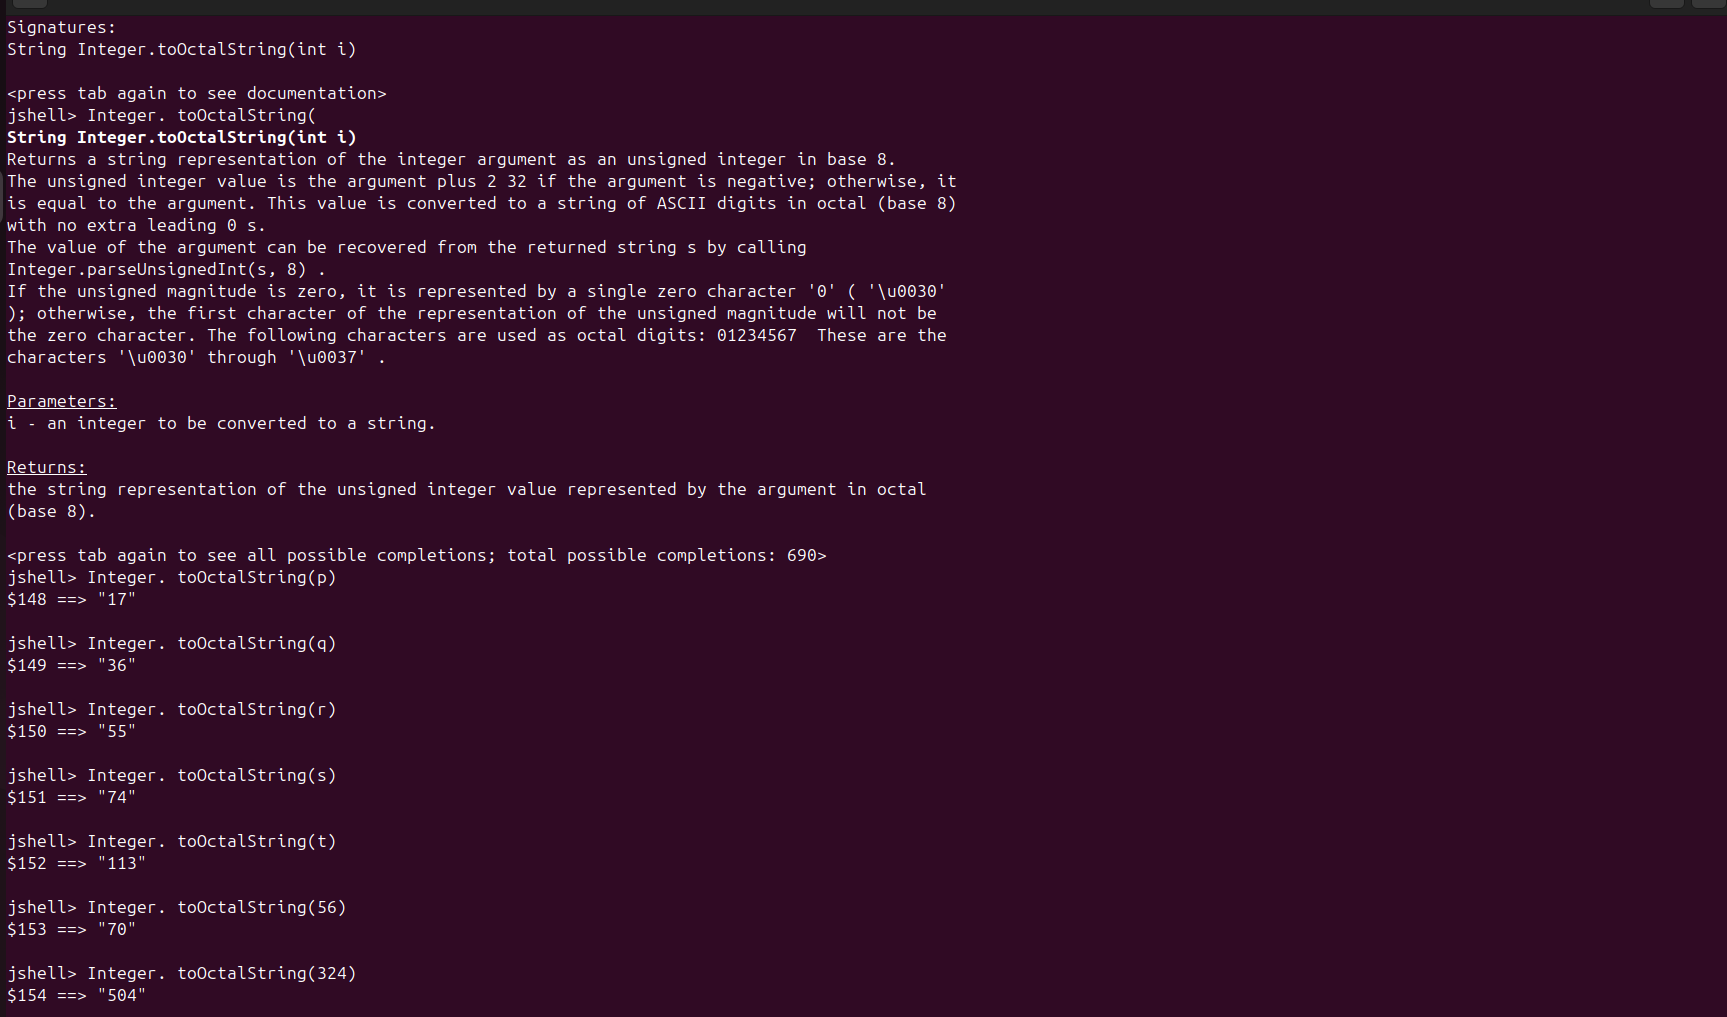 Signatures:
String Integer.toOctalString(int i)
<press tab again to see documentation>
jshell> Integer. toOctalString(
String Integer.toOctalString(int i)
Returns a string representation of the integer argument as an unsigned integer in base 8.
The unsigned integer value is the argument plus 2 32 if the argument is negative; otherwise, it
is equal to the argument. This value is converted to a string of ASCII digits in octal (base 8)
with no extra leading 0 s.
The value of the argument can be recovered from the returned string s by calling
Integer.parseUnsignedInt(s, 8) .
If the unsigned magnitude is zero, it is represented by a single zero character '0' ( '\u0030'
); otherwise, the first character of the representation of the unsigned magnitude will not be
the zero character. The following characters are used as octal digits: 01234567  These are the
characters '\u0030' through '\u0037' .
Parameters:
i - an integer to be converted to a string.
Returns:
the string representation of the unsigned integer value represented by the argument in octal
(base 8).
<press tab again to see all possible completions; total possible completions: 690>
jshell> Integer. toOctalString(p)
$148 ==> "17"
jshell> Integer. toOctalString(q)
$149 ==> "36"
jshell> Integer. toOctalString(r)
$150 ==> "55"
jshell> Integer. toOctalString(s)
$151 ==> "74"
jshell> Integer. toOctalString(t)
$152 ==> "113"
jshell> Integer. toOctalString(56)
$153 ==> "70"
jshell> Integer. toOctalString(324)
$154 ==> "504"